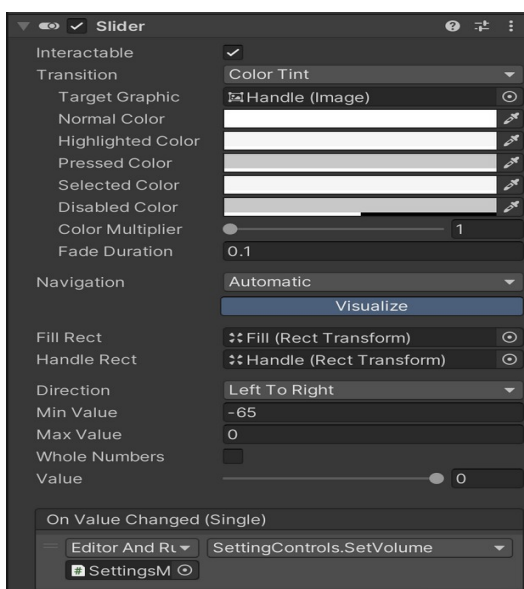 Slider
Interactable
Transition Color Tint
Target Graphic Handle (Image)
Normal Color
Highlighted Color
Pressed Color
Selected Color
Disabled Color
Color Multiplier 1
Fade Duration 0.1
Navigation Automatic
Visualize
Fill Rect Fill (Rect Transform)
Handle Rect Handle (Rect Transform)
Direction Left To Right
Min Value -65
Max Value 0
Whole Numbers
Value 0
On Value Changed (Single)
Editor And Ru SettingControls.SetVolume
# SettingsM